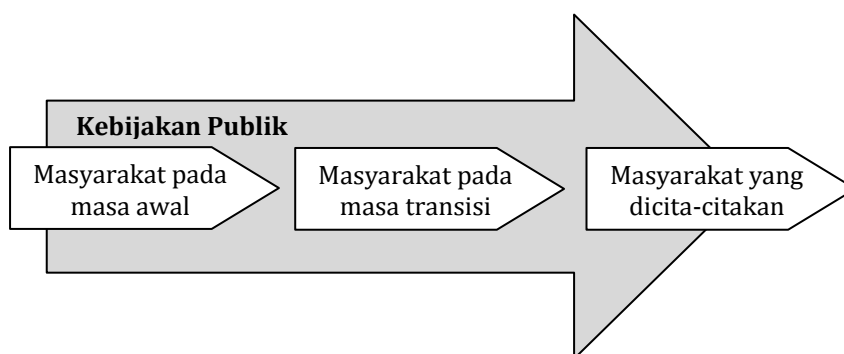 Kebijakan Publik
Masyarakat pada
masa awal
Masyarakat pada
masa transisi
Masyarakat yang
dicita-citakan